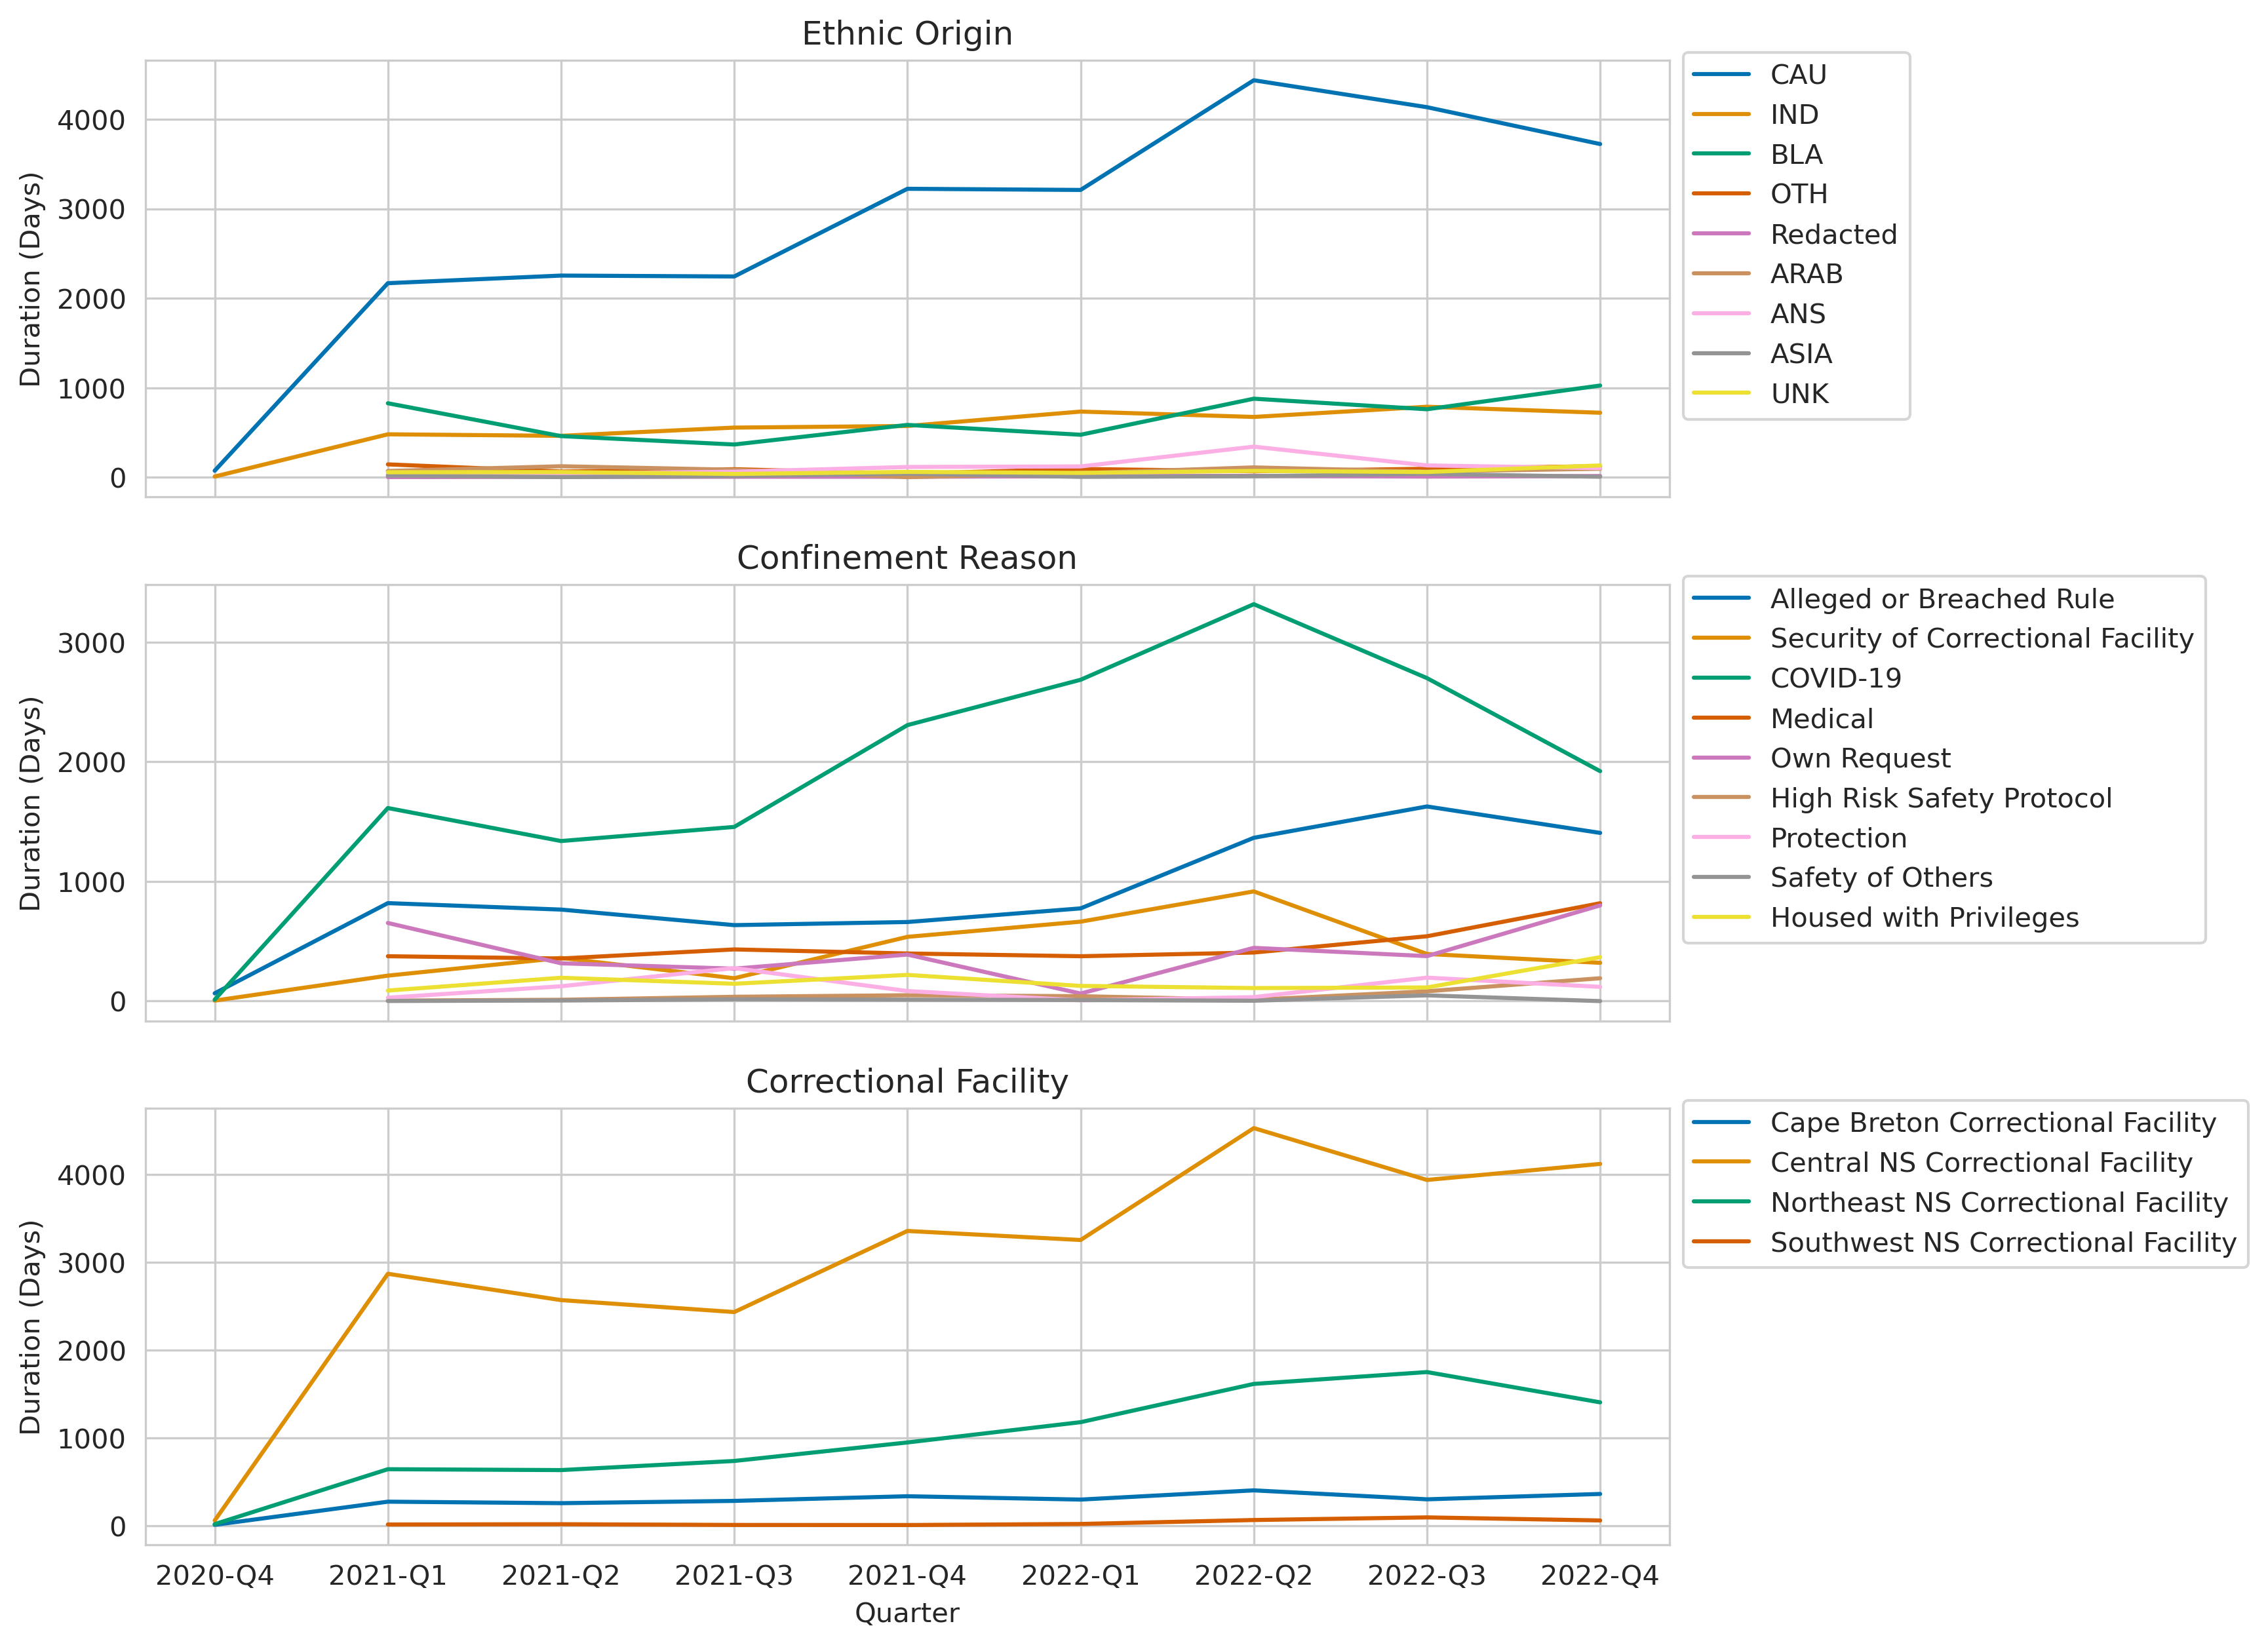 Ethnic Origin
Duration (Days)
4000
3000
2000
1000
0
CAU
IND
BLA
OTH
Redacted
ARAB
ANS
ASIA
UNK
Confinement Reason
Duration (Days)
3000
2000
1000
0
Alleged or Breached Rule
Security of Correctional Facility
COVID-19
Medical
Own Request
High Risk Safety Protocol
Protection
Safety of Others
Housed with Privileges
Correctional Facility
Duration (Days)
4000
3000
2000
1000
0
Cape Breton Correctional Facility
Central NS Correctional Facility
Northeast NS Correctional Facility
Southwest NS Correctional Facility
2020-Q4 2021-Q1 2021-Q2 2021-Q3 2021-Q4 2022-Q1 2022-Q2 2022-Q3 2022-Q4
Quarter